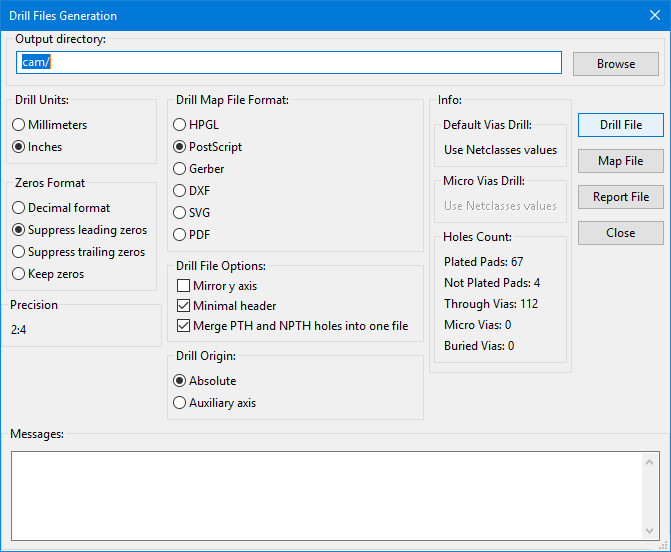 Drill Files Generation
Output directory:
cam/
Browse
Drill Units:
Millimeters
Inches
Zeros Format
Decimal format
Suppress leading zeros
Suppress trailing zeros
Keep zeros
Precision
2:4
Drill Map File Format:
HPGL
PostScript
Gerber
DXF
SVG
PDF
Drill File Options:
Mirror y axis
Minimal header
Merge PTH and NPTH holes into one file
Drill Origin:
Absolute
Auxiliary axis
Info:
Default Vias Drill:
Use Netclasses values
Micro Vias Drill:
Use Netclasses values
Holes Count:
Plated Pads: 67
Not Plated Pads: 4
Through Vias: 112
Micro Vias: 0
Buried Vias: 0
Drill File
Map File
Report File
Close
Messages: